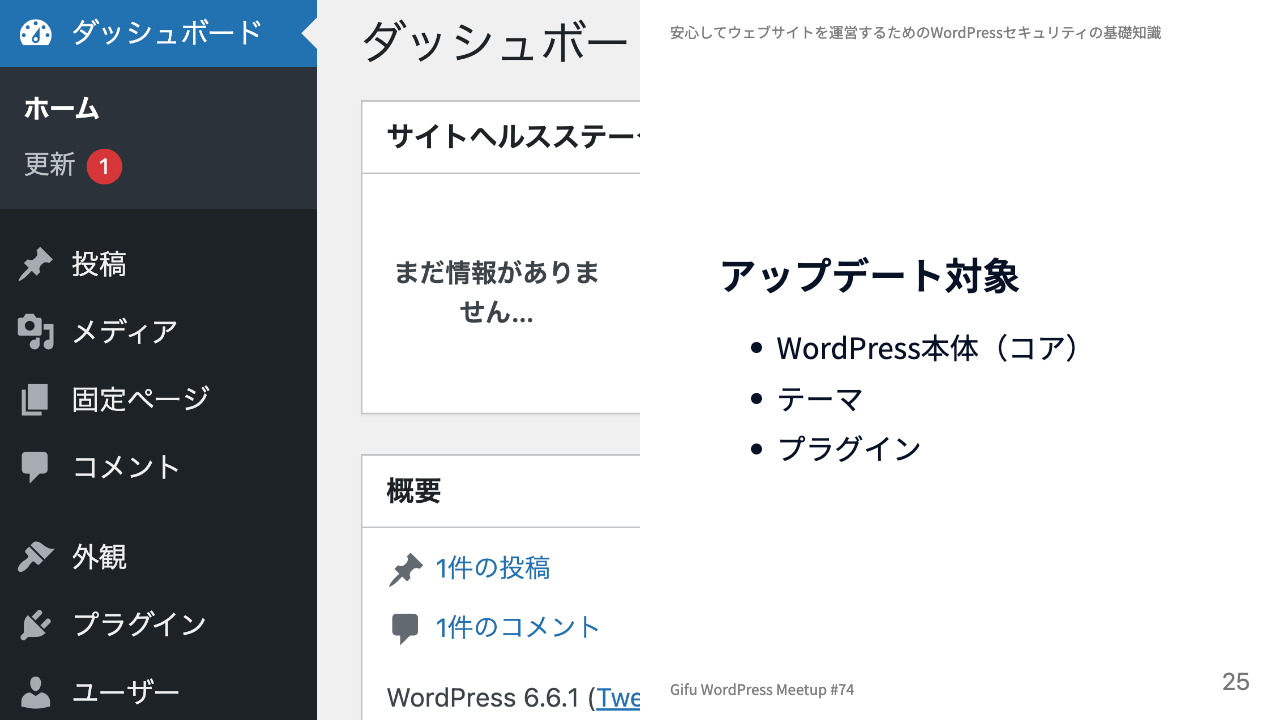 ダッシュボード
ホーム
更新 1
投稿
メディア
固定ページ
コメント
外観
プラグイン
ユーザー
ダッシュボー
サイトヘルスステー
まだ情報がありま
せん...
概要
1件の投稿
1件のコメント
WordPress 6.6.1 (Twe
安心してウェブサイトを運営するためのWordPressセキュリティの基礎知識
アップデート対象
• WordPress本体（コア）
• テーマ
• プラグイン
Gifu WordPress Meetup #74
25